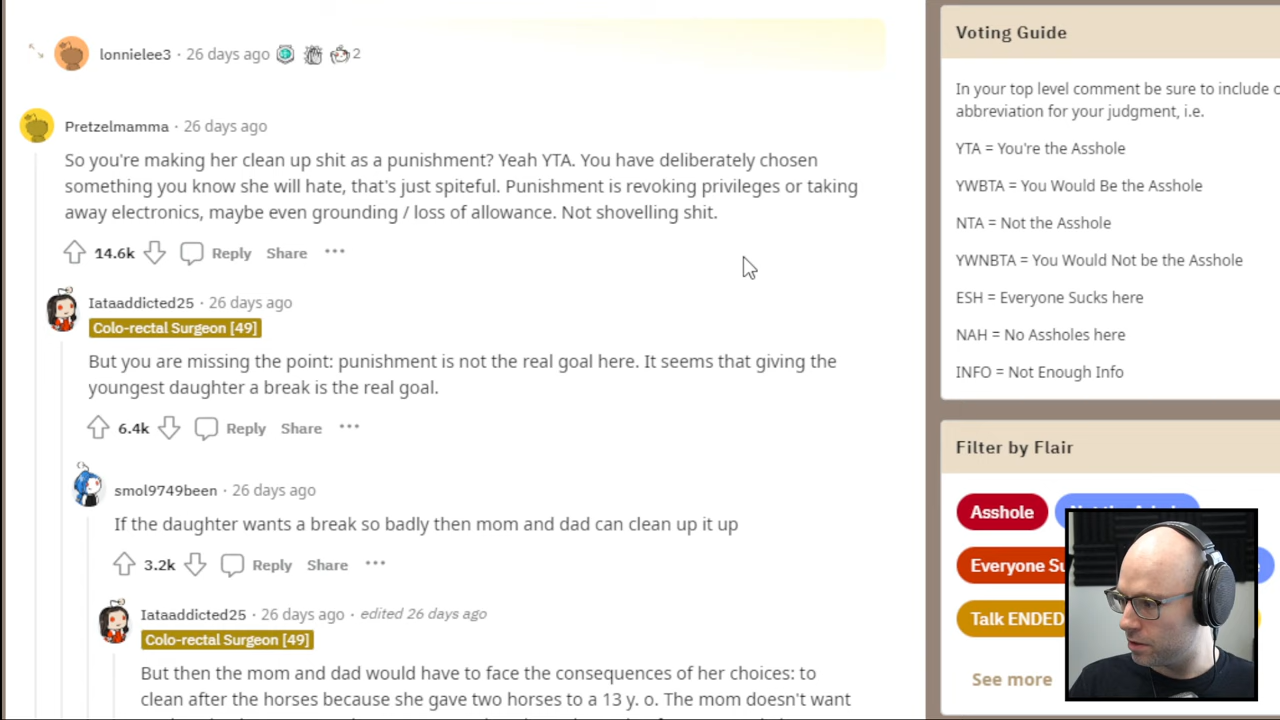 lonnielee3 · 26 days ago 2
Pretzelmamma · 26 days ago
So you're making her clean up shit as a punishment? Yeah YTA. You have deliberately chosen
something you know she will hate, that's just spiteful. Punishment is revoking privileges or taking
away electronics, maybe even grounding / loss of allowance. Not shovelling shit.
14.6k Reply Share ···
Iataaddicted25 · 26 days ago
Colo-rectal Surgeon [49]
But you are missing the point: punishment is not the real goal here. It seems that giving the
youngest daughter a break is the real goal.
6.4k Reply Share ···
smol9749been · 26 days ago
If the daughter wants a break so badly then mom and dad can clean up it up
3.2k Reply Share ···
Iataaddicted25 · 26 days ago · edited 26 days ago
Colo-rectal Surgeon [49]
But then the mom and dad would have to face the consequences of her choices: to
clean after the horses because she gave two horses to a 13 y. o. The mom doesn't want
Voting Guide
In your top level comment be sure to include
abbreviation for your judgment, i.e.
YTA = You're the Asshole
YWBTA = You Would Be the Asshole
NTA = Not the Asshole
YWNBTA = You Would Not be the Asshole
ESH = Everyone Sucks here
NAH = No Assholes here
INFO = Not Enough Info
Filter by Flair
Asshole
Everyone Su
Talk ENDED
See more